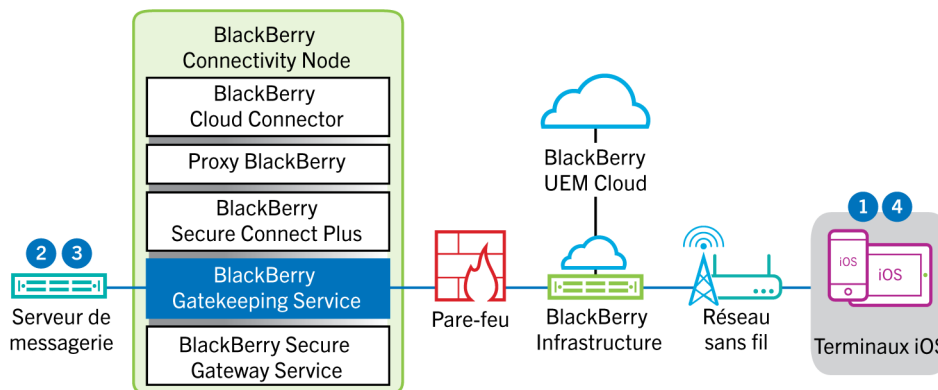 BlackBerry
Connectivity Node
BlackBerry
Cloud Connector
Proxy BlackBerry
BlackBerry
Secure Connect Plus
BlackBerry
Gatekeeping Service
BlackBerry Secure
Gateway Service
2 3
Serveur de
messagerie
Pare-feu
BlackBerry
UEM Cloud
BlackBerry
Infrastructure
Réseau
sans fil
1 4
iOS
iOS
Terminaux iOS